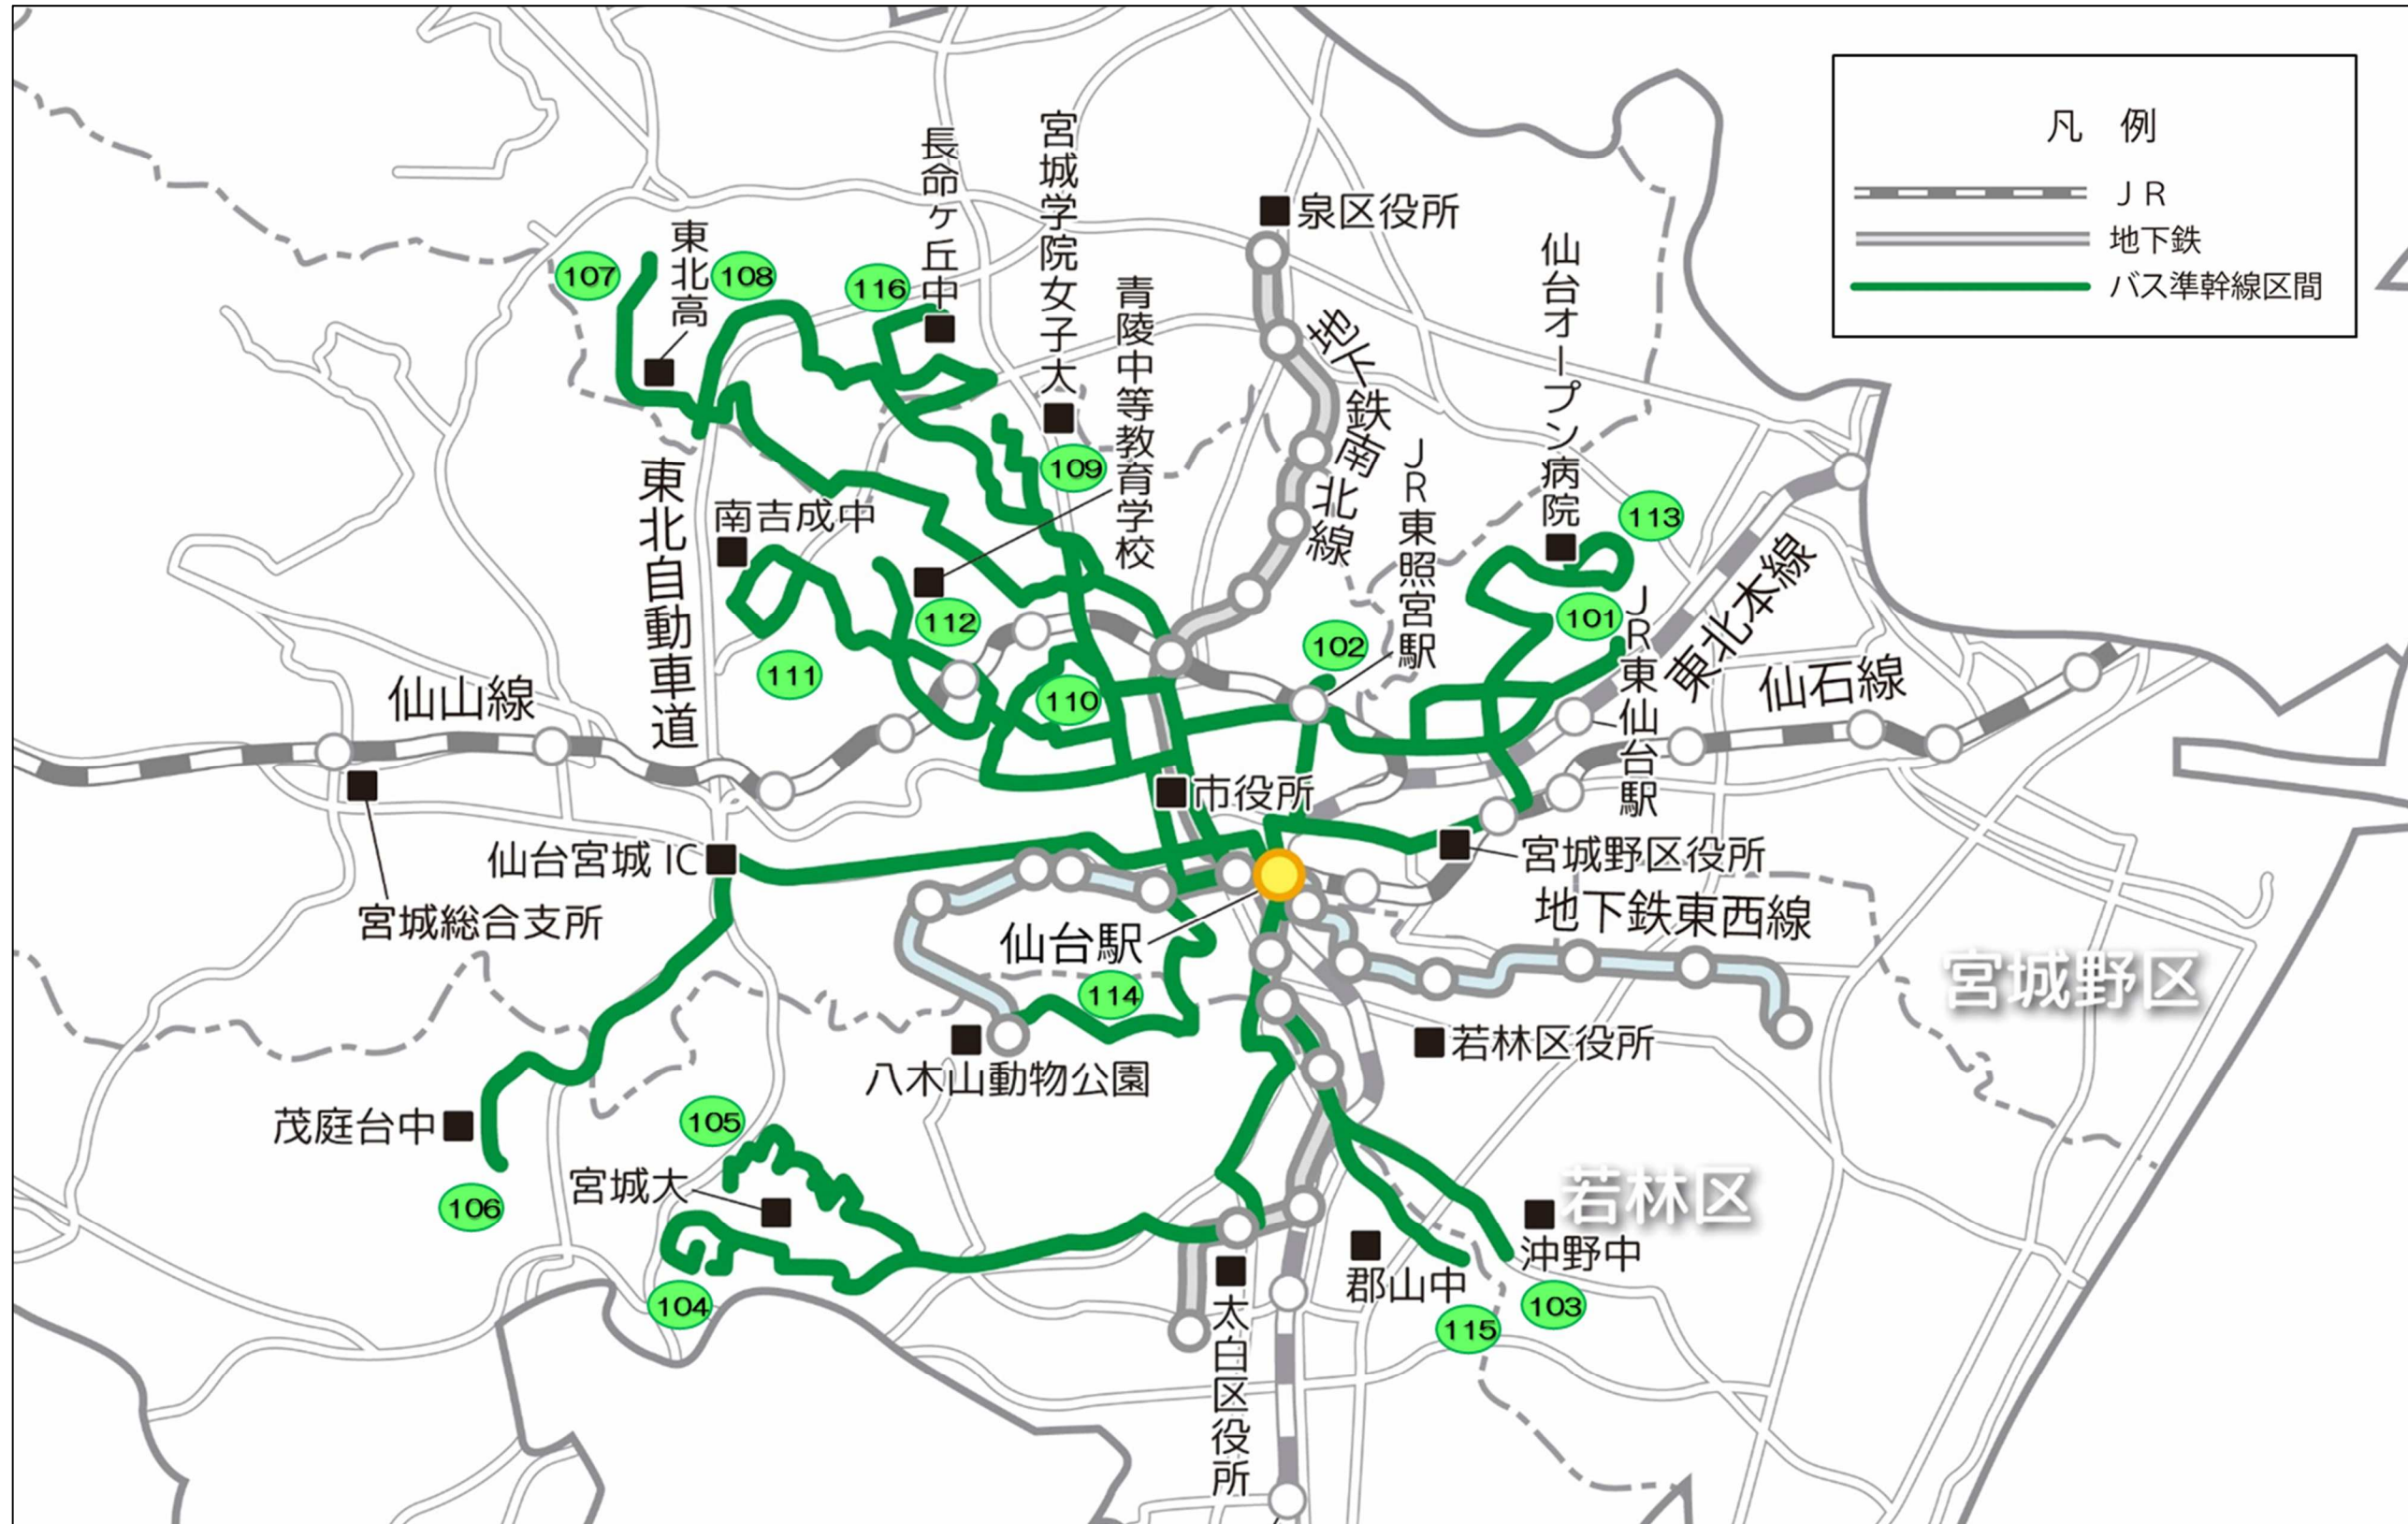 凡 例
JR
地下鉄
バス準幹線区間
宮城学院女子大
長命ヶ丘中
泉区役所
東北高
107
108
116
青陵中等教育学校
仙台オープン病院
地下鉄南北線
109
JR東照宮駅
東北自動車道
南吉成中
113
112
101
JR東仙台駅
東北本線
102
111
仙山線
110
仙石線
市役所
仙台宮城 IC
宮城野区役所
宮城総合支所
仙台駅
地下鉄東西線
宮城野区
114
若林区役所
八木山動物公園
茂庭台中
105
宮城大
106
若林区
沖野中
郡山中
104
103
115
太白区役所